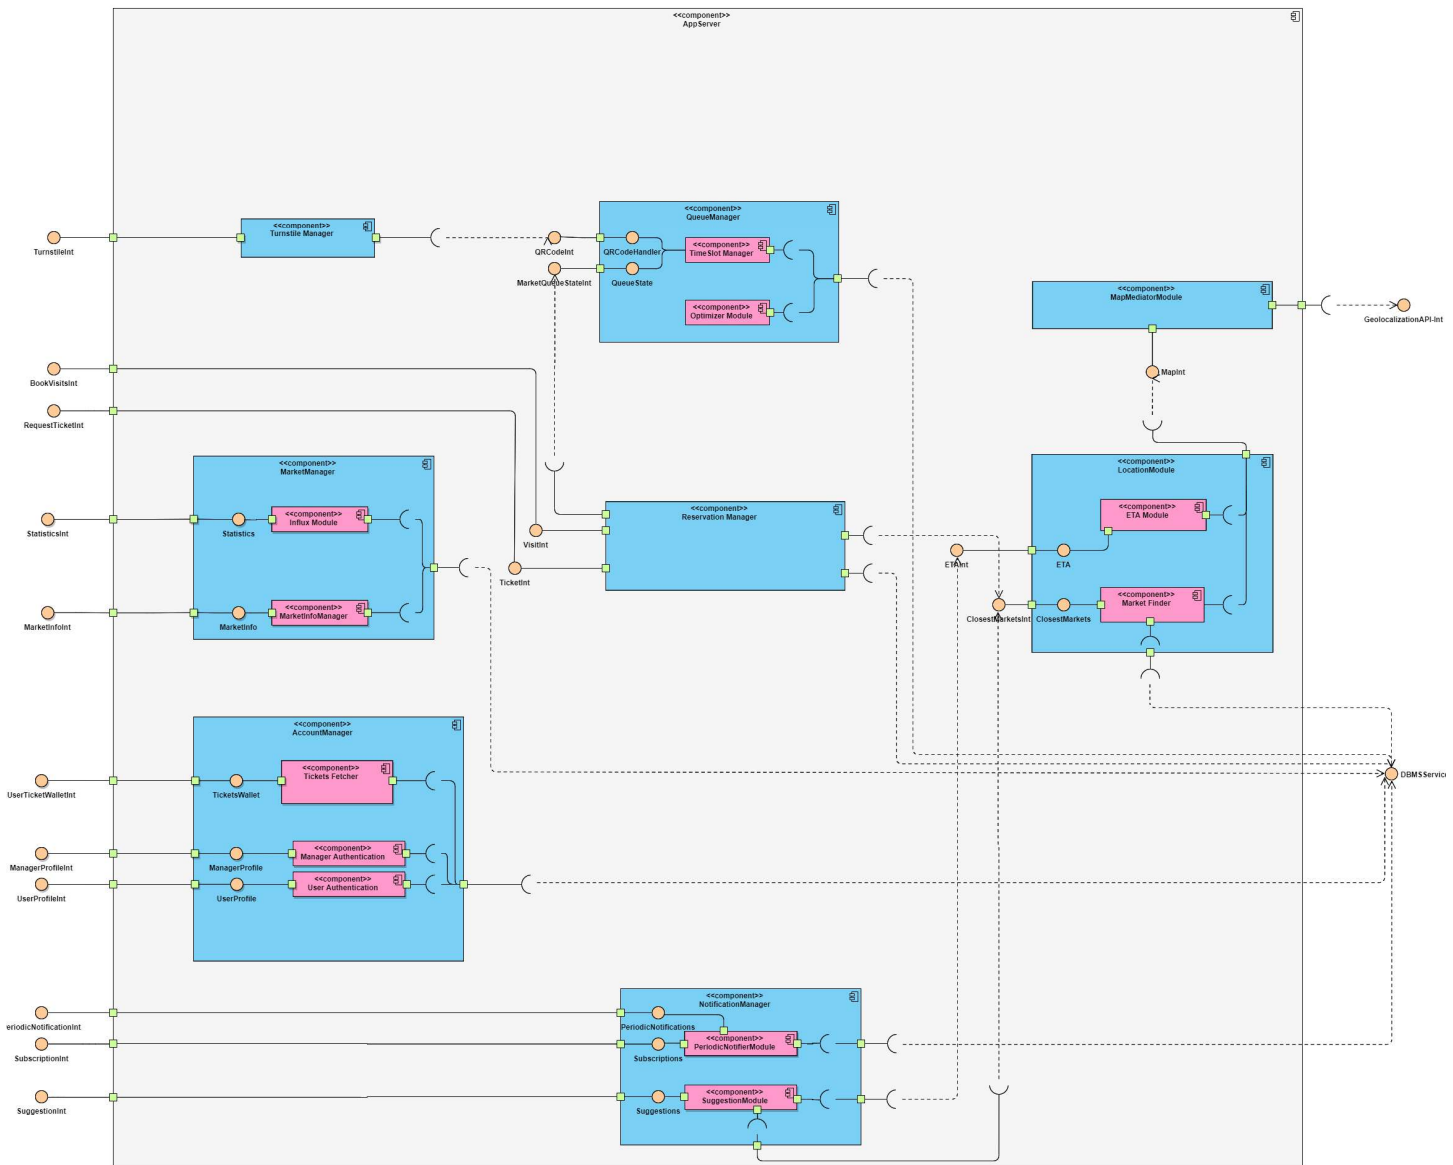 <<component>>
AppServer
<<component>>
Turnstile Manager
TurnstileInt
<<component>>
QueueManager
QRCodeInt
QRCodeHandler
<<component>>
TimeSlot Manager
MarketQueueStateInt
QueueState
<<component>>
Optimizer Module
<<component>>
MapMediatorModule
GeolocalizationAPI-Int
MapInt
BookVisitsInt
RequestTicketInt
<<component>>
MarketManager
<<component>>
Influx Module
StatisticsInt
Statistics
<<component>>
MarketInfoManager
MarketInfoInt
MarketInfo
<<component>>
Reservation Manager
VisitInt
TicketInt
<<component>>
LocationModule
<<component>>
ETA Module
ETAInt
ETA
<<component>>
Market Finder
ClosestMarketsInt
ClosestMarkets
<<component>>
AccountManager
<<component>>
Tickets Fetcher
UserTicketWalletInt
TicketsWallet
<<component>>
Manager Authentication
ManagerProfileInt
ManagerProfile
<<component>>
User Authentication
UserProfileInt
UserProfile
DBMSService
<<component>>
NotificationManager
eriodicNotificationInt
PeriodicNotifications
<<component>>
PeriodicNotifierModule
SubscriptionInt
Subscriptions
<<component>>
SuggestionModule
SuggestionInt
Suggestions